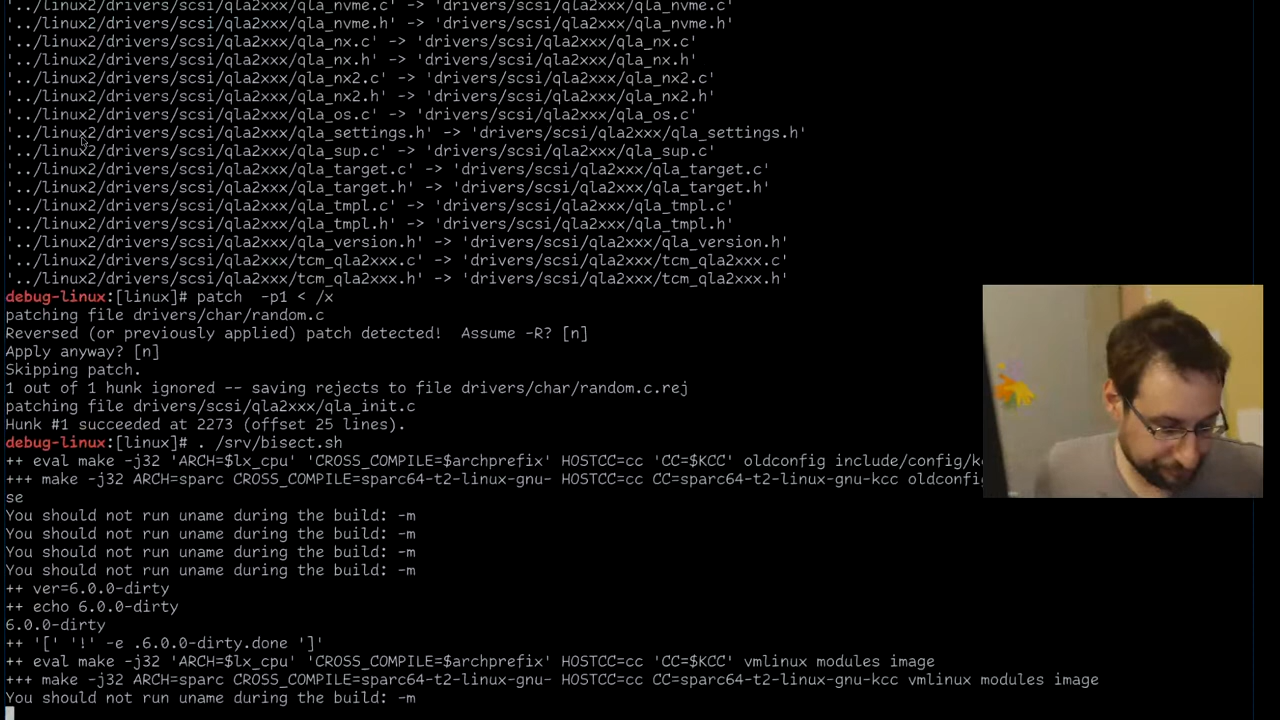 '../linux2/drivers/scsi/qla2xxx/qla_nvme.c' -> 'drivers/scsi/qla2xxx/qla_nvme.c'
'../linux2/drivers/scsi/qla2xxx/qla_nvme.h' -> 'drivers/scsi/qla2xxx/qla_nvme.h'
'../linux2/drivers/scsi/qla2xxx/qla_nx.c' -> 'drivers/scsi/qla2xxx/qla_nx.c'
'../linux2/drivers/scsi/qla2xxx/qla_nx.h' -> 'drivers/scsi/qla2xxx/qla_nx.h'
'../linux2/drivers/scsi/qla2xxx/qla_nx2.c' -> 'drivers/scsi/qla2xxx/qla_nx2.c'
'../linux2/drivers/scsi/qla2xxx/qla_nx2.h' -> 'drivers/scsi/qla2xxx/qla_nx2.h'
'../linux2/drivers/scsi/qla2xxx/qla_os.c' -> 'drivers/scsi/qla2xxx/qla_os.c'
'../linux2/drivers/scsi/qla2xxx/qla_settings.h' -> 'drivers/scsi/qla2xxx/qla_settings.h'
'../linux2/drivers/scsi/qla2xxx/qla_sup.c' -> 'drivers/scsi/qla2xxx/qla_sup.c'
'../linux2/drivers/scsi/qla2xxx/qla_target.c' -> 'drivers/scsi/qla2xxx/qla_target.c'
'../linux2/drivers/scsi/qla2xxx/qla_target.h' -> 'drivers/scsi/qla2xxx/qla_target.h'
'../linux2/drivers/scsi/qla2xxx/qla_tmpl.c' -> 'drivers/scsi/qla2xxx/qla_tmpl.c'
'../linux2/drivers/scsi/qla2xxx/qla_tmpl.h' -> 'drivers/scsi/qla2xxx/qla_tmpl.h'
'../linux2/drivers/scsi/qla2xxx/qla_version.h' -> 'drivers/scsi/qla2xxx/qla_version.h'
'../linux2/drivers/scsi/qla2xxx/tcm_qla2xxx.c' -> 'drivers/scsi/qla2xxx/tcm_qla2xxx.c'
'../linux2/drivers/scsi/qla2xxx/tcm_qla2xxx.h' -> 'drivers/scsi/qla2xxx/tcm_qla2xxx.h'
debug-linux:[linux]# patch  -p1 < /x
patching file drivers/char/random.c
Reversed (or previously applied) patch detected!  Assume -R? [n]
Apply anyway? [n]
Skipping patch.
1 out of 1 hunk ignored -- saving rejects to file drivers/char/random.c.rej
patching file drivers/scsi/qla2xxx/qla_init.c
Hunk #1 succeeded at 2273 (offset 25 lines).
debug-linux:[linux]# . /srv/bisect.sh
++ eval make -j32 'ARCH=$lx_cpu' 'CROSS_COMPILE=$archprefix' HOSTCC=cc 'CC=$KCC' oldconfig include/config/k
+++ make -j32 ARCH=sparc CROSS_COMPILE=sparc64-t2-linux-gnu- HOSTCC=cc CC=sparc64-t2-linux-gnu-kcc oldconfig
se
You should not run uname during the build: -m
You should not run uname during the build: -m
You should not run uname during the build: -m
You should not run uname during the build: -m
++ ver=6.0.0-dirty
++ echo 6.0.0-dirty
6.0.0-dirty
++ '[' '!' -e .6.0.0-dirty.done ']'
++ eval make -j32 'ARCH=$lx_cpu' 'CROSS_COMPILE=$archprefix' HOSTCC=cc 'CC=$KCC' vmlinux modules image
+++ make -j32 ARCH=sparc CROSS_COMPILE=sparc64-t2-linux-gnu- HOSTCC=cc CC=sparc64-t2-linux-gnu-kcc vmlinux modules image
You should not run uname during the build: -m